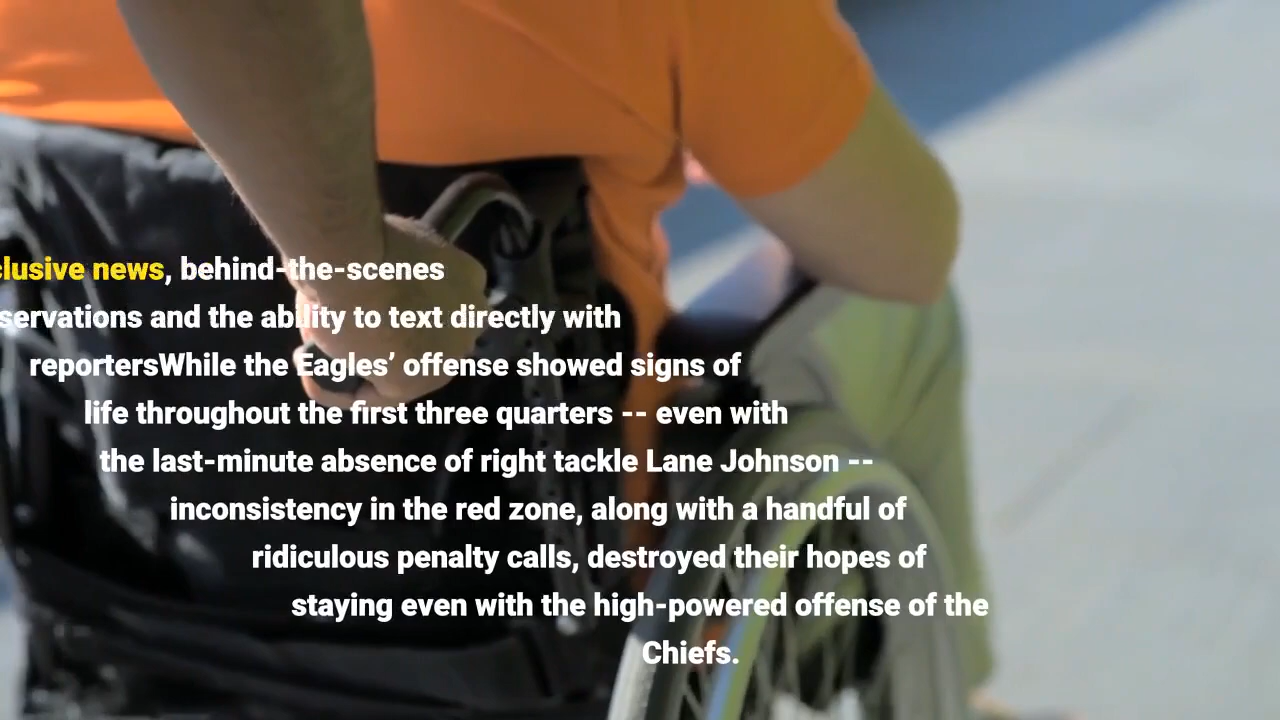 news, behind-the-scenes
and the ability to text directly with
reportersWhile the Eagles’ offense showed signs of
life throughout the first three quarters -- even with
the last-minute absence of right tackle Lane Johnson --
inconsistency in the red zone, along with a handful of
ridiculous penalty calls, destroyed their hopes of
staying even with the high-powered offense of the
Chiefs.